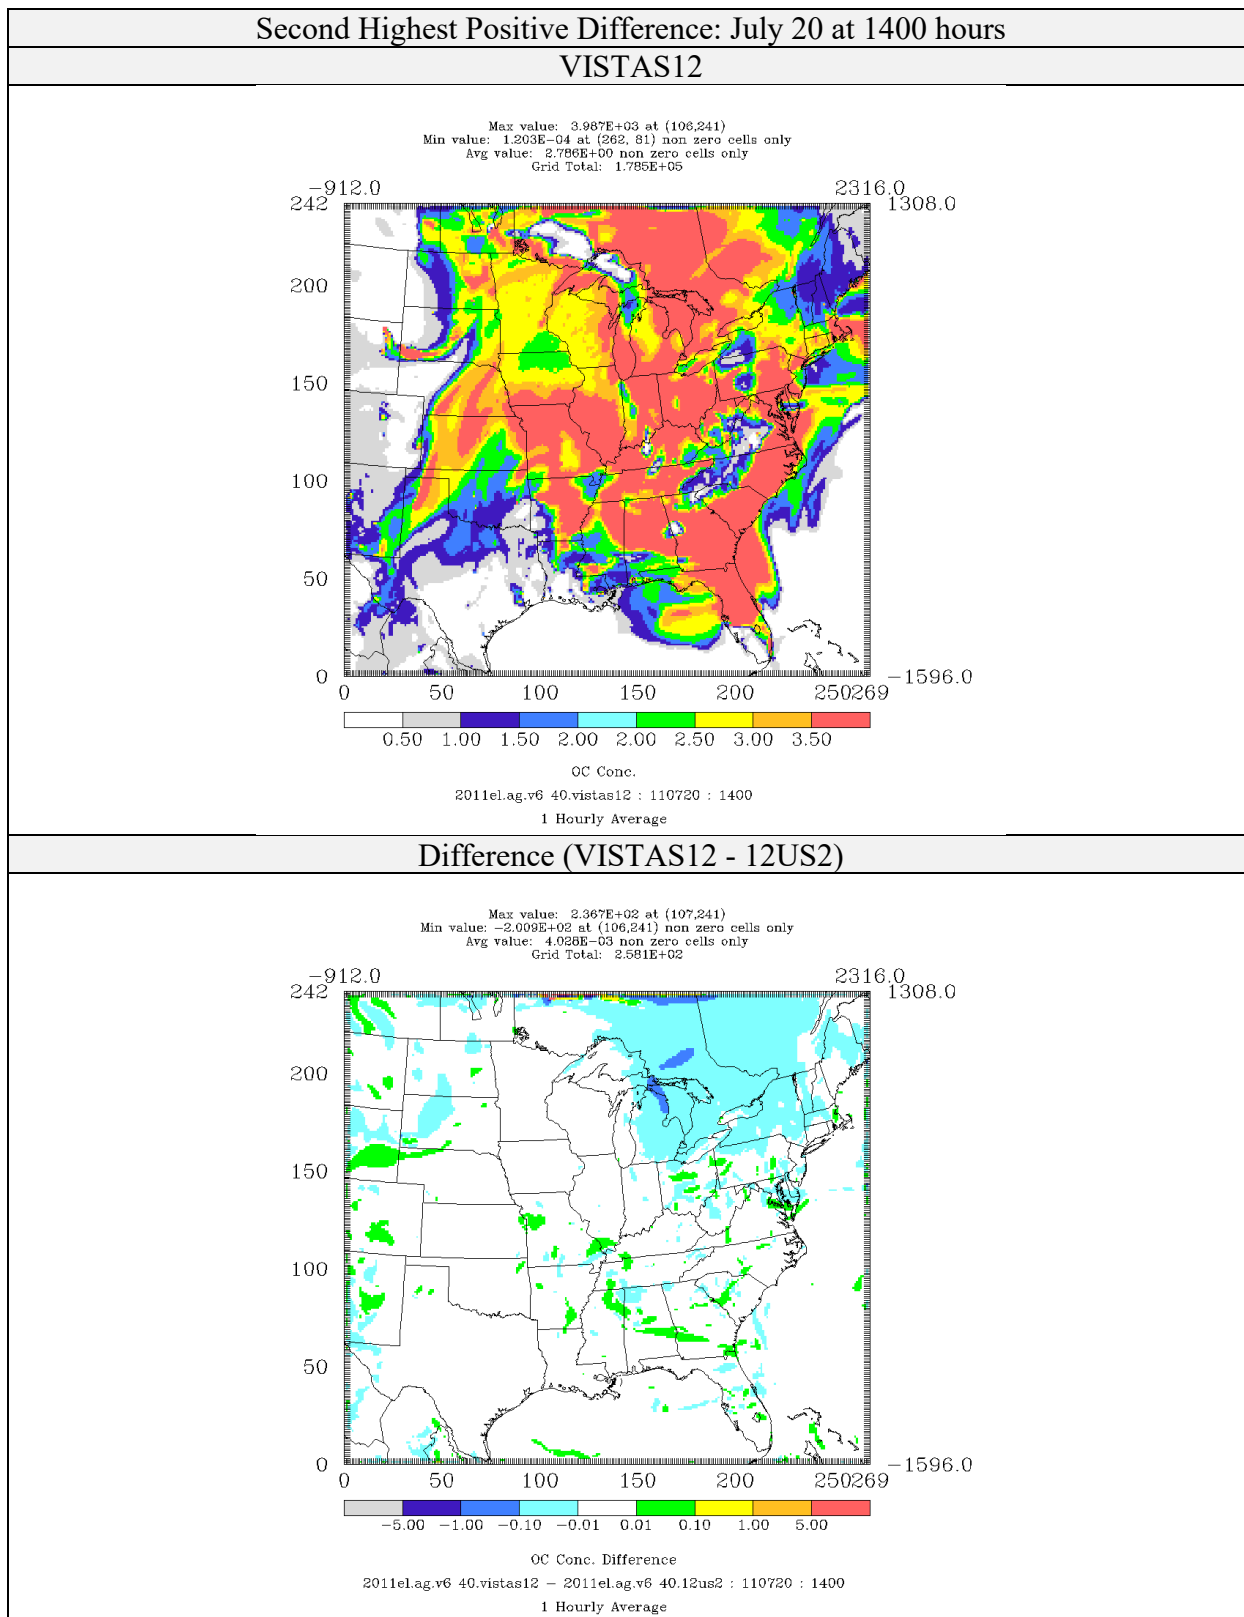 Second Highest Positive Difference: July 20 at 1400 hours
VISTAS12
Max value: 3.987E+03 at (106,241)
Min value: 1.203E-04 at (262, 81) non zero cells only
Avg value: 2.786E+00 non zero cells only
Grid Total: 1.785E+05
-912.0 2316.0
242 1308.0
200
150
100
50
0 -1596.0
0 50 100 150 200 250269
0.50 1.00 1.50 2.00 2.00 2.50 3.00 3.50
OC Conc.
2011el.ag.v6 40.vistas12 : 110720 : 1400
1 Hourly Average
Difference (VISTAS12 - 12US2)
Max value: 2.367E+02 at (107,241)
Min value: -2.009E+02 at (106,241) non zero cells only
Avg value: 4.028E-03 non zero cells only
Grid Total: 2.581E+02
-912.0 2316.0
242 1308.0
200
150
100
50
0 -1596.0
0 50 100 150 200 250269
-5.00 -1.00 -0.10 -0.01 0.01 0.10 1.00 5.00
OC Conc. Difference
2011el.ag.v6 40.vistas12 - 2011el.ag.v6 40.12us2 : 110720 : 1400
1 Hourly Average